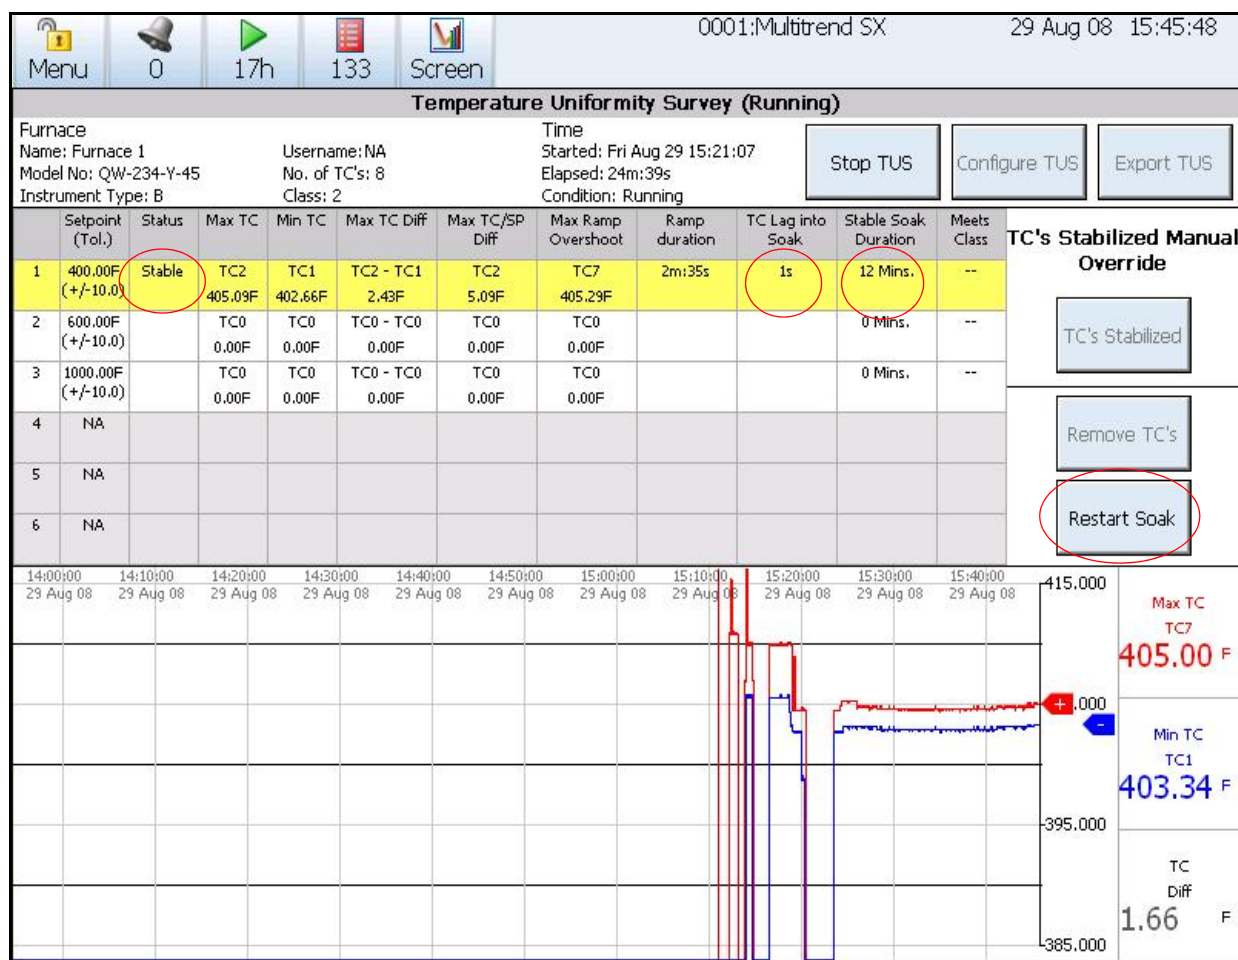 0001:Multitrend SX 29 Aug 08 15:45:48
Menu 0 17h 133 Screen
Temperature Uniformity Survey (Running)
Furnace Time
Name: Furnace 1 Username:NA Started: Fri Aug 29 15:21:07
Model No: QW-234-Y-45 No. of TC's: 8 Elapsed: 24m:39s
Instrument Type: B Class: 2 Condition: Running
Stop TUS Configure TUS Export TUS
Setpoint Status Max TC Min TC Max TC Diff Max TC/SP Max Ramp Ramp TC Lag into Stable Soak Meets
(Tol.) Diff Overshoot duration Soak Duration Class
1 400.00F Stable TC2 TC1 TC2 - TC1 TC2 TC7 2m:35s 1s 12 Mins. --
(+/-10.0) 405.09F 402.66F 2.43F 5.09F 405.29F
2 600.00F TC0 TC0 TC0 - TC0 TC0 TC0 0 Mins. --
(+/-10.0) 0.00F 0.00F 0.00F 0.00F 0.00F
3 1000.00F TC0 TC0 TC0 - TC0 TC0 TC0 0 Mins. --
(+/-10.0) 0.00F 0.00F 0.00F 0.00F 0.00F
4 NA
5 NA
6 NA
TC's Stabilized Manual
Override
TC's Stabilized
Remove TC's
Restart Soak
14:00:00 14:10:00 14:20:00 14:30:00 14:40:00 14:50:00 15:00:00 15:10:00 15:20:00 15:30:00 15:40:00
29 Aug 08 29 Aug 08 29 Aug 08 29 Aug 08 29 Aug 08 29 Aug 08 29 Aug 08 29 Aug 08 29 Aug 08 29 Aug 08 29 Aug 08
415.000
+ .000
-
395.000
385.000
Max TC
TC7
405.00 F
Min TC
TC1
403.34 F
TC
Diff
1.66 F